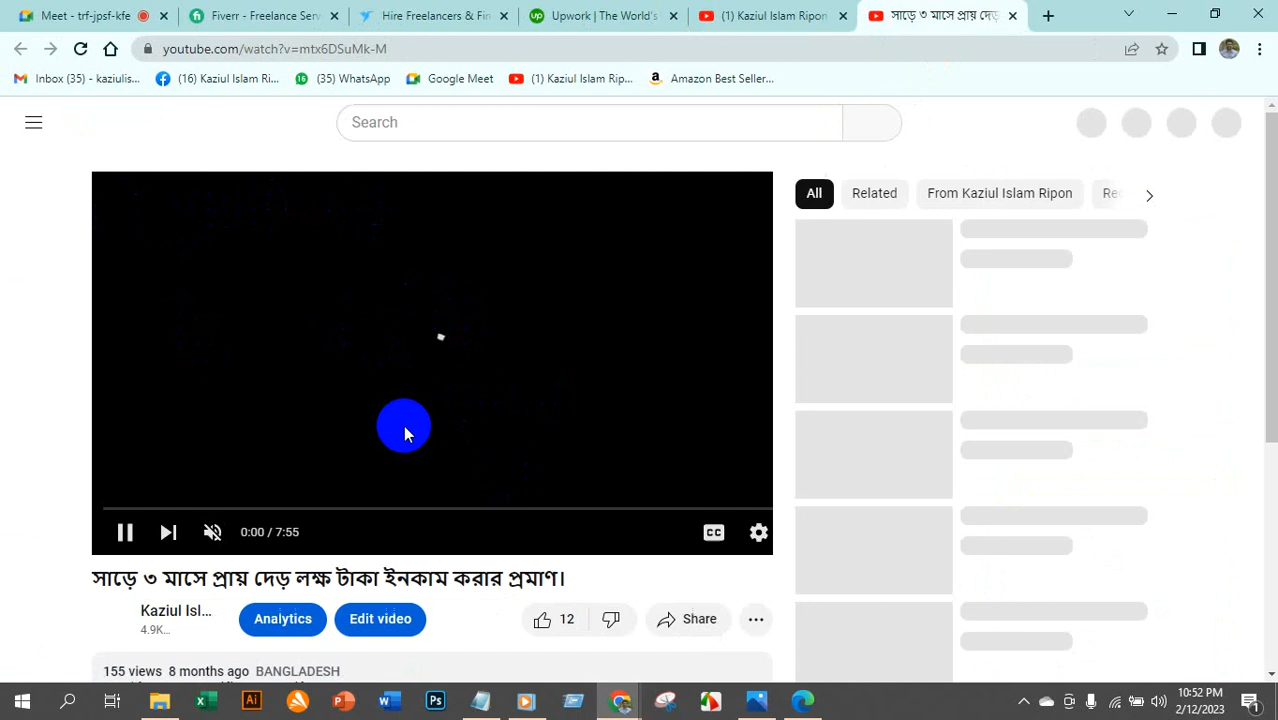 Meet - trf-jpsf-kfe
Fiverr - Freelance Serv
Hire Freelancers & Fin
Upwork | The World's
(1) Kaziul Islam Ripon
সাড়ে ৩ মাসে প্রায় দেড়
youtube.com/watch?v=mtx6DSuMk-M
Inbox (35) - kaziulis...
(16) Kaziul Islam Ri...
(35) WhatsApp
Google Meet
(1) Kaziul Islam Rip...
Amazon Best Seller...
Search
All
Related
From Kaziul Islam Ripon
0:00 / 7:55
CC
সাড়ে ৩ মাসে প্রায় দেড় লক্ষ টাকা ইনকাম করার প্রমাণ।
Kaziul Isl...
4.9K...
Analytics
Edit video
12
Share
155 views 8 months ago BANGLADESH
10:52 PM
2/12/2023